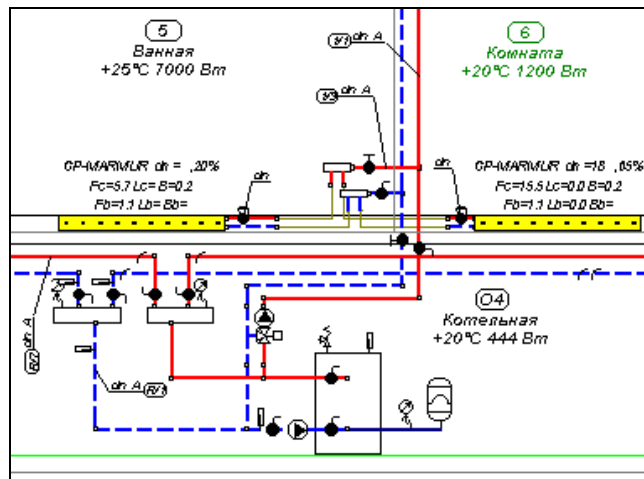 5
Ванная
+25°C 7000 Вт
6
Комната
+20°C 1200 Вт
dn A
dn A
GP-MARMUR dn = ,20%
Fc=5.7 Lc= B=0.2
Fb=1.1 Lb= Bb=
dn
dn
GP-MARMUR dn =18 ,05%
Fc=15.5 Lc=0.0 B=0.2
Fb=1.1 Lb=0.0 Bb=
04
Котельная
+20°C 444 Вт
dn A
dn A